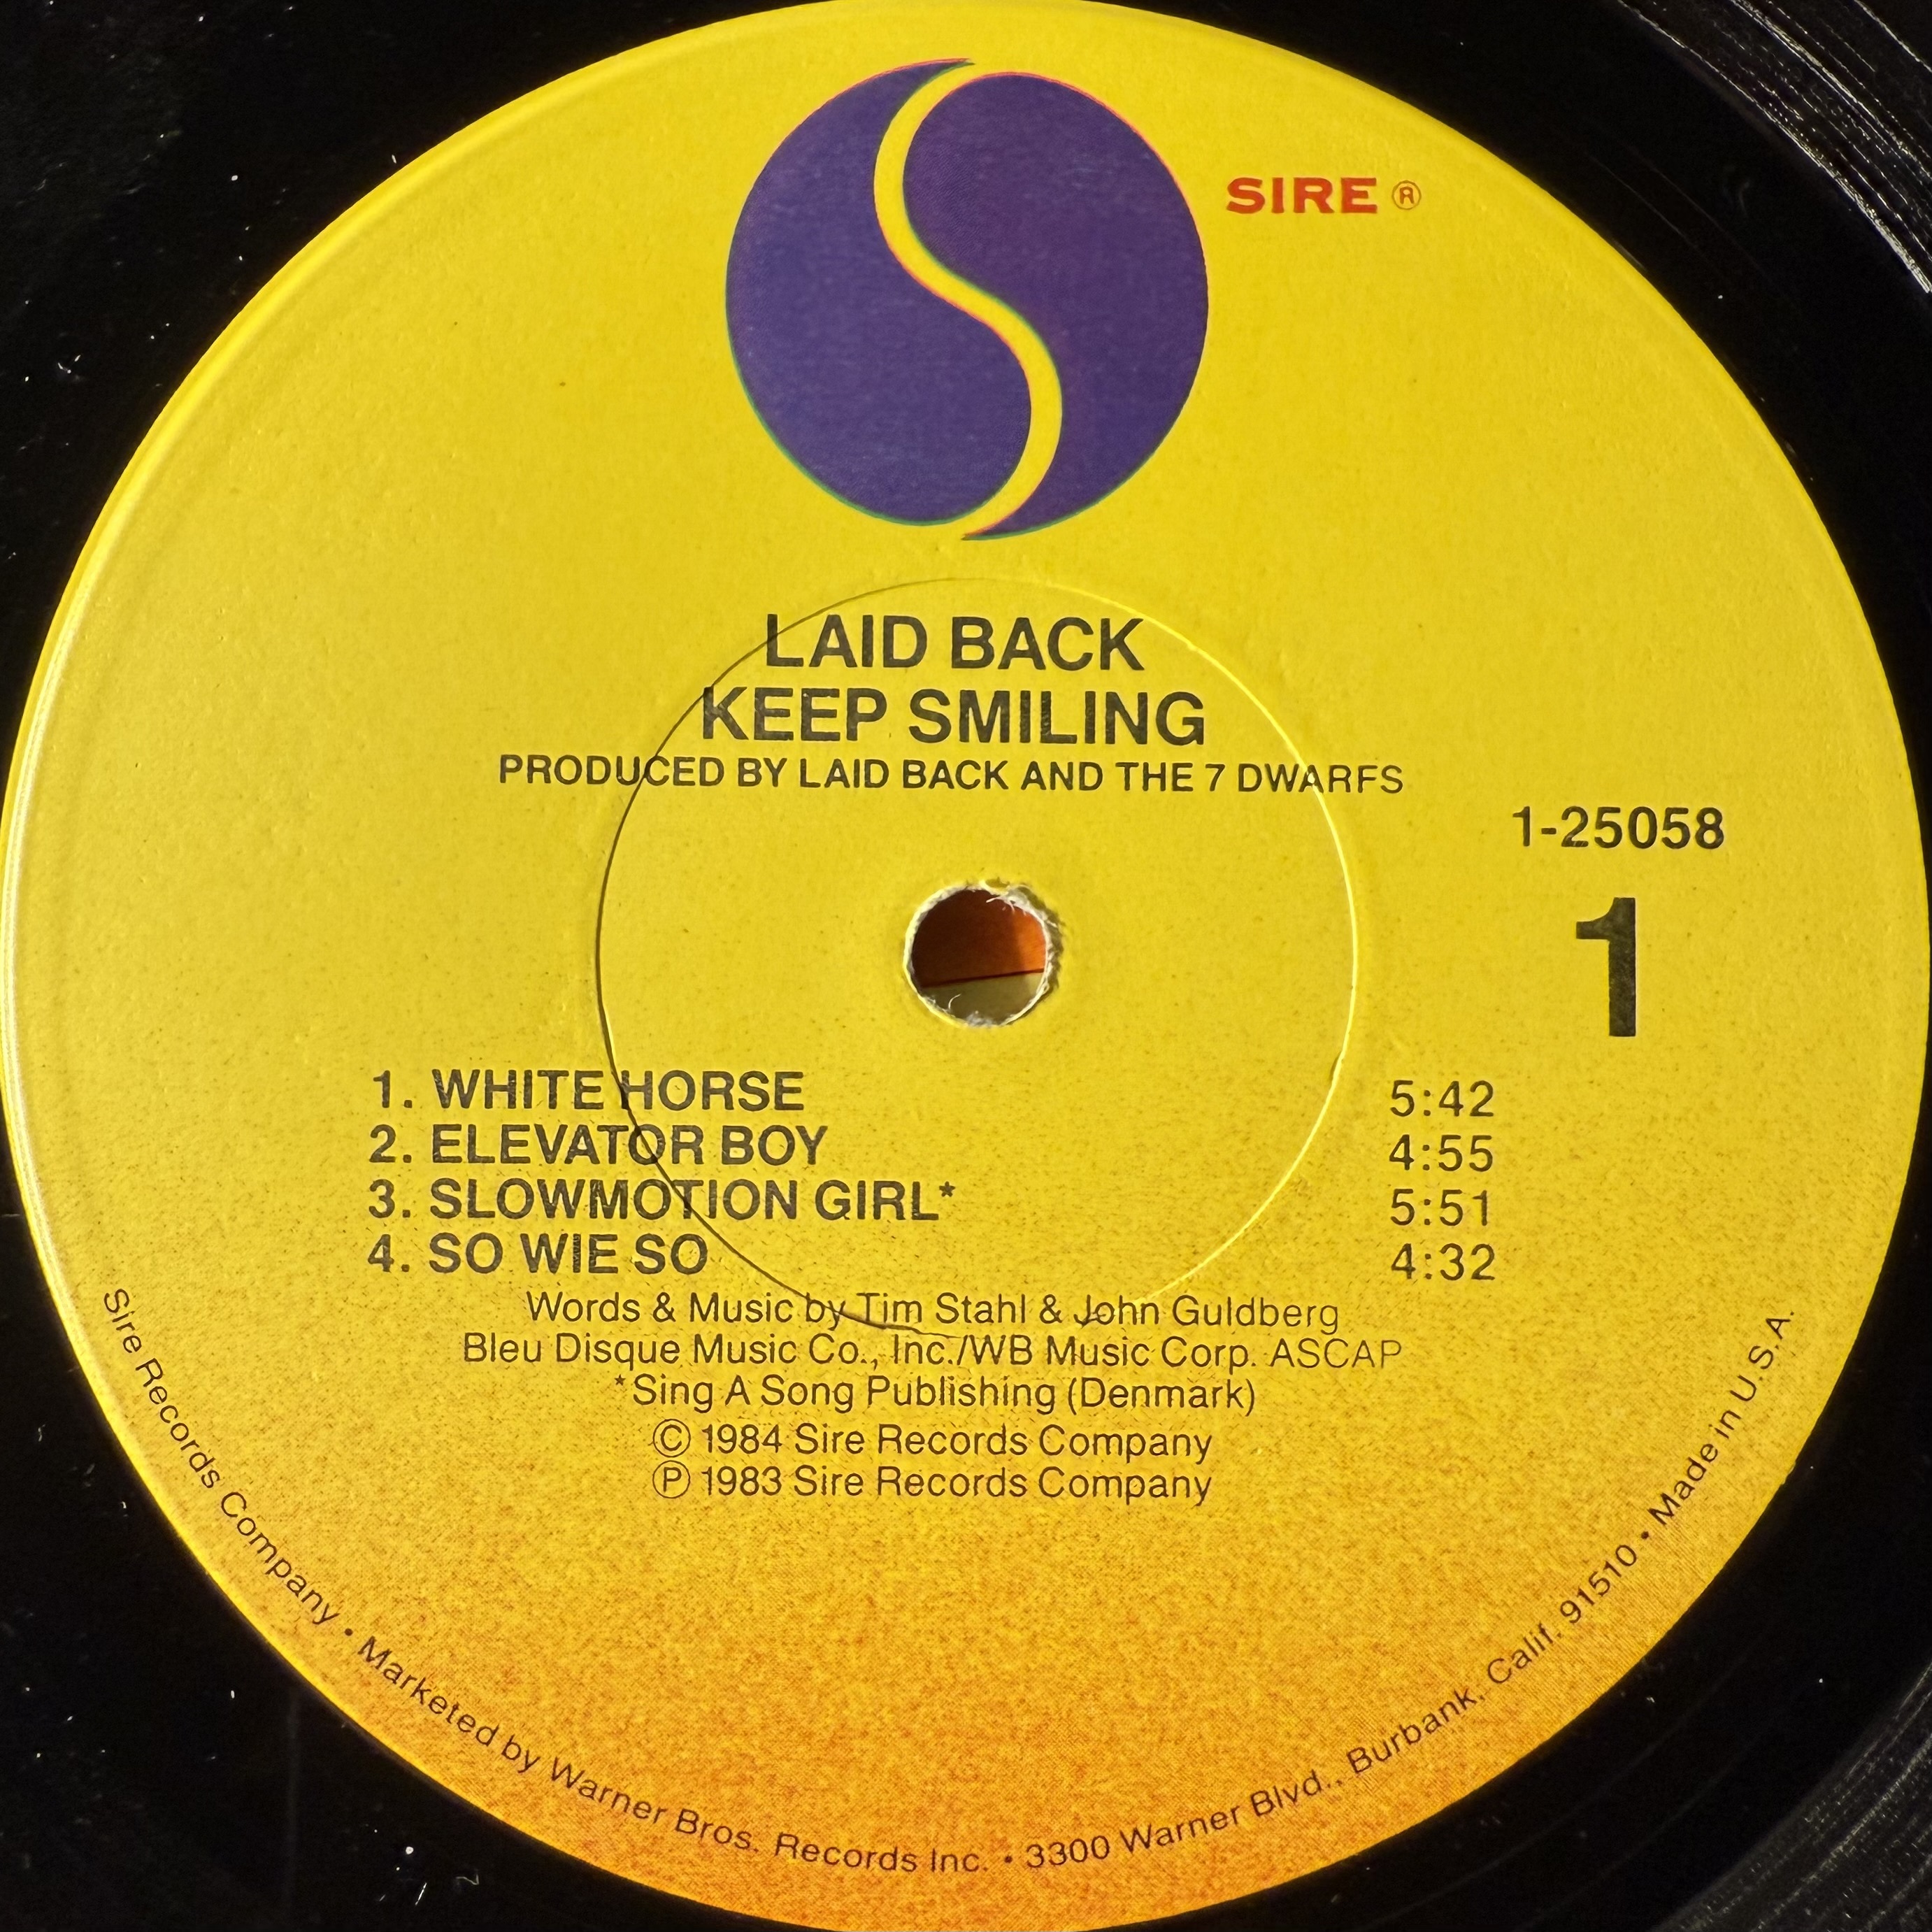 SIRE ®
LAID BACK
KEEP SMILING
PRODUCED BY LAID BACK AND THE 7 DWARFS
1-25058
1
1. WHITE HORSE 5:42
2. ELEVATOR BOY 4:55
3. SLOWMOTION GIRL* 5:51
4. SO WIE SO 4:32
Words & Music by Tim Stahl & John Guldberg
Bleu Disque Music Co., Inc./WB Music Corp. ASCAP
*Sing A Song Publishing (Denmark)
© 1984 Sire Records Company
℗ 1983 Sire Records Company
Sire Records Company • Marketed by Warner Bros. Records Inc. • 3300 Warner Blvd., Burbank, Calif. 91510 • Made in U.S.A.